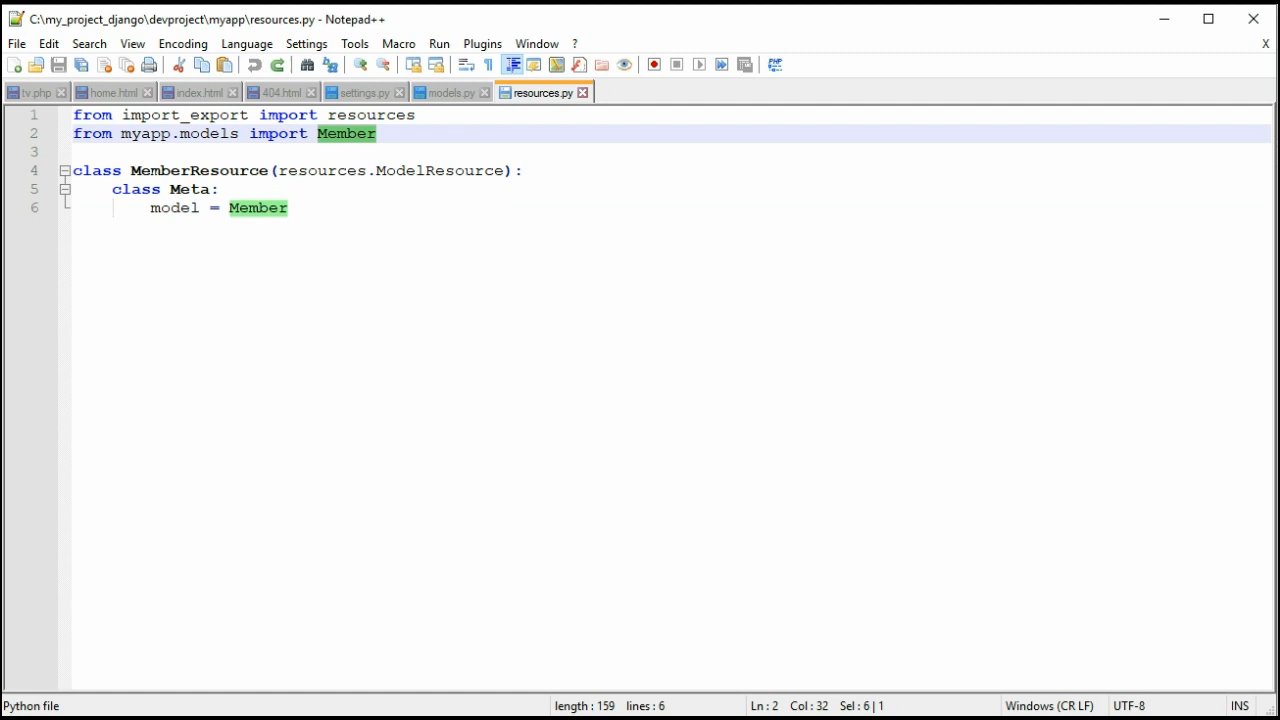 C:\my_project_django\devproject\myapp\resources.py - Notepad++
File Edit Search View Encoding Language Settings Tools Macro Run Plugins Window ? X
tv.php home.html index.html 404.html settings.py models.py resources.py
1 from import_export import resources
2 from myapp.models import Member
3
4 class MemberResource(resources.ModelResource):
5 class Meta:
6 model = Member
Python file length : 159 lines : 6 Ln : 2 Col : 32 Sel : 6 | 1 Windows (CR LF) UTF-8 INS